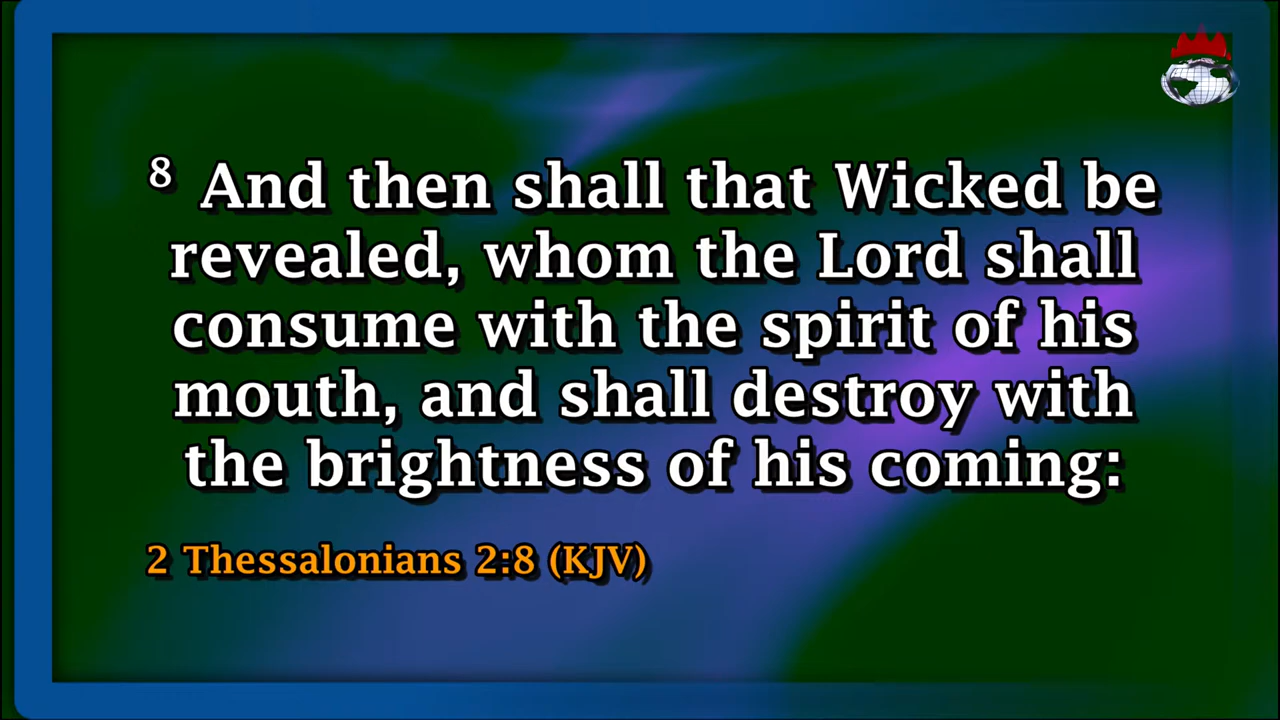 8 And then shall that Wicked be
revealed, whom the Lord shall
consume with the spirit of his
mouth, and shall destroy with
the brightness of his coming:
2 Thessalonians 2:8 (KJV)